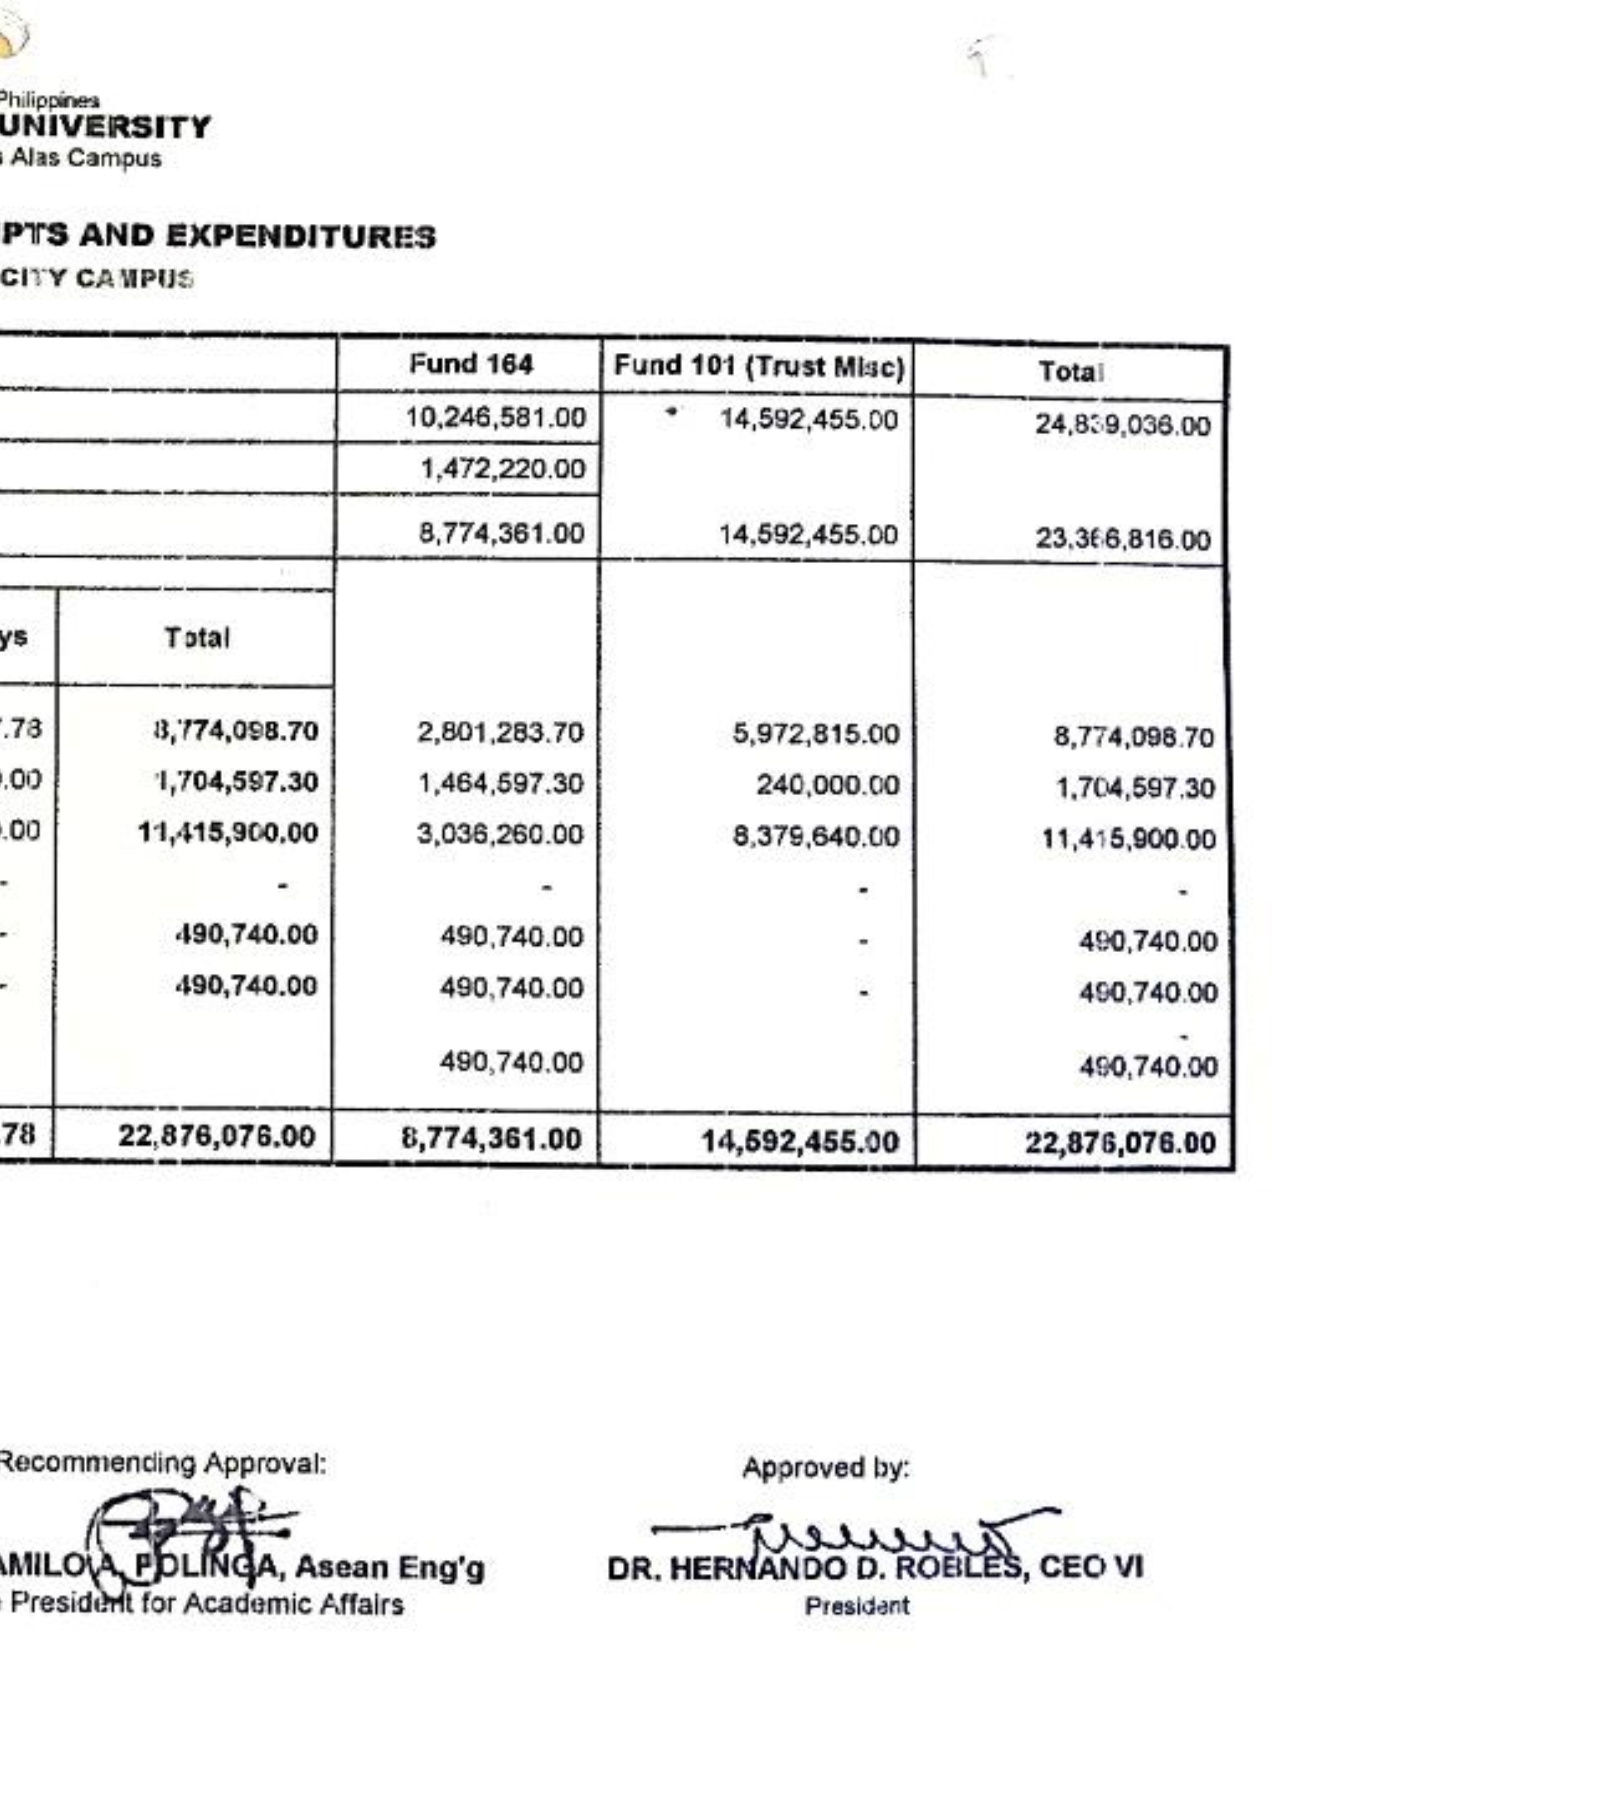 Philippines
UNIVERSITY
s Alas Campus
PTS AND EXPENDITURES
CITY CAMPUS
Fund 164 Fund 101 (Trust Misc) Total
10,246,581.00 14,592,455.00 24,839,036.00
1,472,220.00
8,774,361.00 14,592,455.00 23,366,816.00
ys Total
.78 8,774,098.70 2,801,283.70 5,972,815.00 8,774,098.70
.00 1,704,597.30 1,464,597.30 240,000.00 1,704,597.30
.00 11,415,900.00 3,036,260.00 8,379,640.00 11,415,900.00
- - - - -
- 490,740.00 490,740.00 - 490,740.00
- 490,740.00 490,740.00 - 490,740.00
-
490,740.00 490,740.00
78 22,876,076.00 8,774,361.00 14,592,455.00 22,876,076.00
Recommending Approval: Approved by:
AMILO A. POLINGA, Asean Eng'g DR. HERNANDO D. ROBLES, CEO VI
President for Academic Affairs President